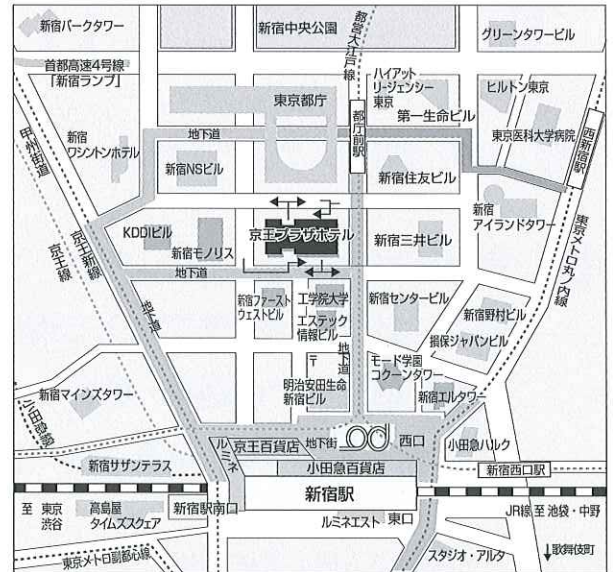 新宿パークタワー
新宿中央公園
都営大江戸線
グリーンタワービル
首都高速4号線
「新宿ランプ」
東京都庁
ハイアット
リージェンシー
東京
ヒルトン東京
第一生命ビル
都庁前駅
東京医科大学病院
西新宿駅
甲州街道
新宿
ワシントンホテル
地下道
新宿NSビル
新宿住友ビル
新宿
アイランドタワー
KDDIビル
新宿モノリス
京王プラザホテル
新宿三井ビル
東京メトロ丸ノ内線
京王新線
京王線
地下道
地下道
新宿ファースト
ウェストビル
工学院大学
エステック
情報ビル
新宿センタービル
新宿野村ビル
損保ジャパンビル
地下道
〒
明治安田生命
新宿ビル
モード学園
コクーンタワー
新宿エルタワー
新宿マインズタワー
小田急線
ルミネ
京王百貨店
地下街
西口
小田急ハルク
新宿サザンテラス
小田急百貨店
新宿西口駅
至 東京
渋谷
高島屋
タイムズスクェア
新宿駅南口
新宿駅
ルミネエスト
東口
JR線 至 池袋・中野
東京メトロ副都心線
スタジオ・アルタ
歌舞伎町